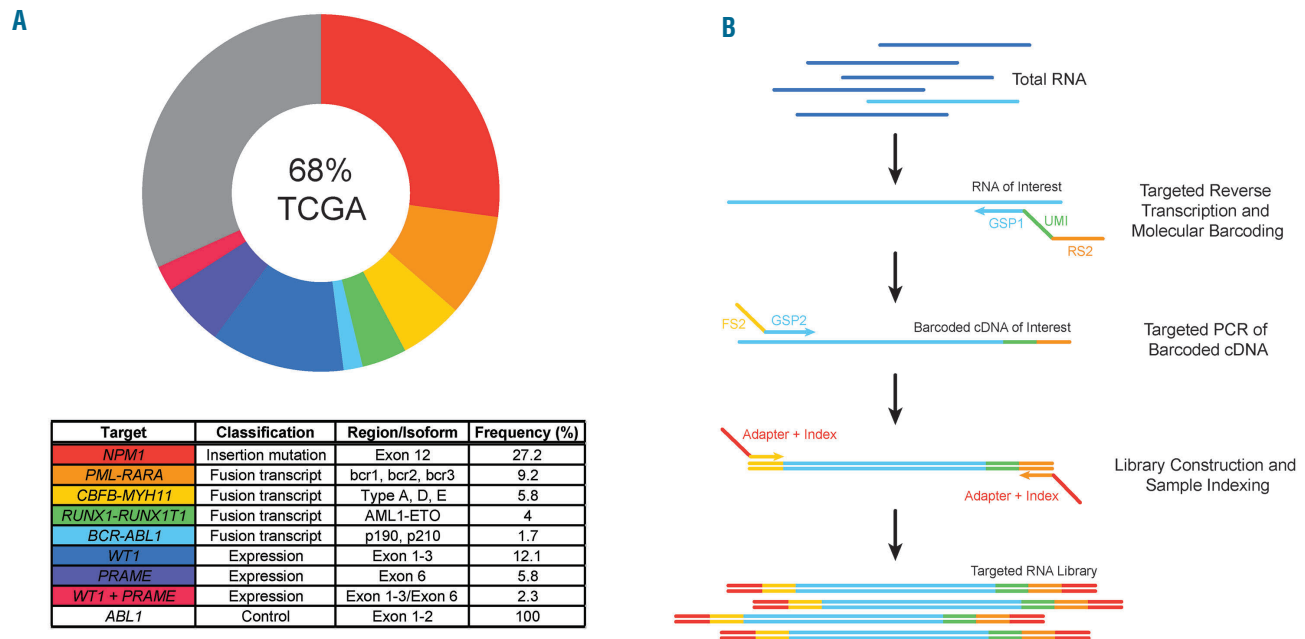 A
68%
TCGA
Target Classification Region/Isoform Frequency (%)
NPM1 Insertion mutation Exon 12 27.2
PML-RARA Fusion transcript bcr1, bcr2, bcr3 9.2
CBFB-MYH11 Fusion transcript Type A, D, E 5.8
RUNX1-RUNX1T1 Fusion transcript AML1-ETO 4
BCR-ABL1 Fusion transcript p190, p210 1.7
WT1 Expression Exon 1-3 12.1
PRAME Expression Exon 6 5.8
WT1 + PRAME Expression Exon 1-3/Exon 6 2.3
ABL1 Control Exon 1-2 100
B
Total RNA
RNA of Interest
GSP1
UMI
RS2
Targeted Reverse
Transcription and
Molecular Barcoding
FS2
GSP2
Barcoded cDNA of Interest
Targeted PCR of
Barcoded cDNA
Adapter + Index
Adapter + Index
Library Construction and
Sample Indexing
Targeted RNA Library